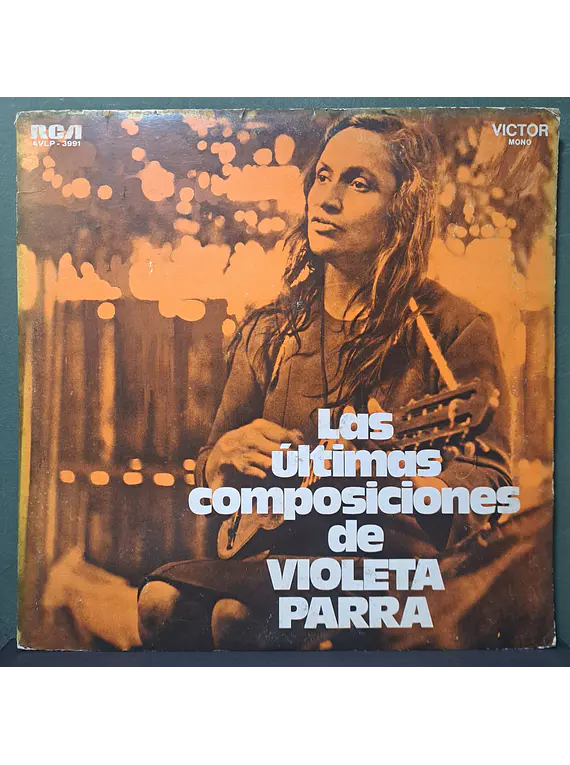 RCA
AVLP - 3991
VICTOR
MONO
Las
últimas
composiciones
de
VIOLETA
PARRA